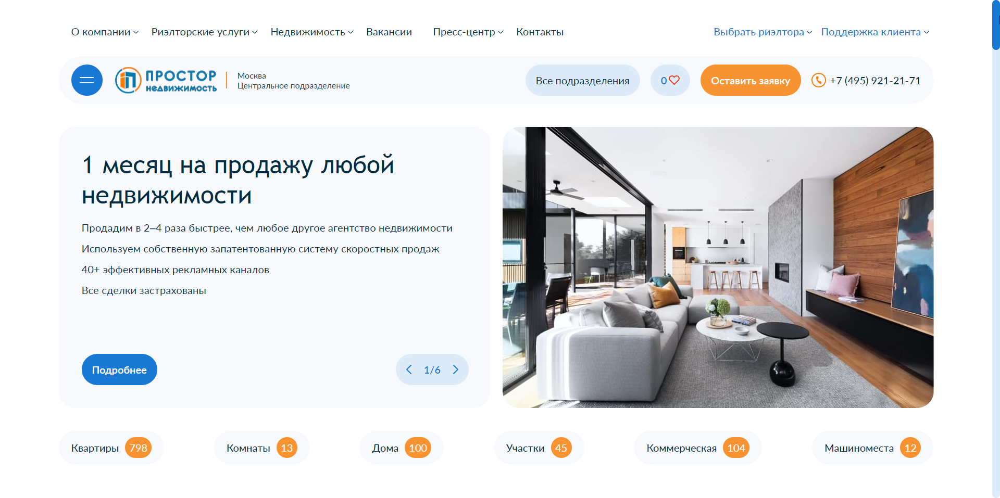 О компании
Риэлторские услуги
Недвижимость
Вакансии
Пресс-центр
Контакты
Выбрать риэлтора
Поддержка клиента
ПРОСТОР
недвижимость
Москва
Центральное подразделение
Все подразделения
0
Оставить заявку
+7 (495) 921-21-71
1 месяц на продажу любой
недвижимости
Продадим в 2–4 раза быстрее, чем любое другое агентство недвижимости
Используем собственную запатентованную систему скоростных продаж
40+ эффективных рекламных каналов
Все сделки застрахованы
Подробнее
1/6
Квартиры 798
Комнаты 13
Дома 100
Участки 45
Коммерческая 104
Машиноместа 12